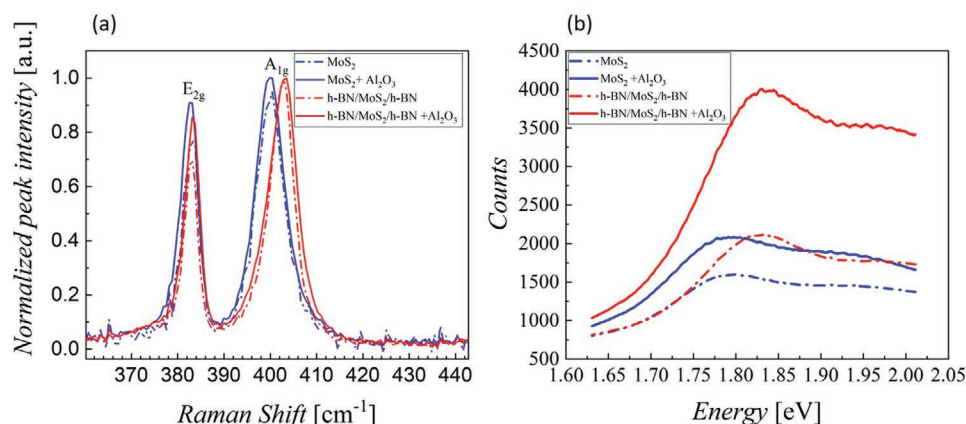 (a)
Normalized peak intensity [a.u.]
1.0
0.8
0.6
0.4
0.2
0.0
E2g
A1g
MoS2
MoS2+ Al2O3
h-BN/MoS2/h-BN
h-BN/MoS2/h-BN +Al2O3
370 380 390 400 410 420 430 440
Raman Shift [cm-1]
(b)
Counts
4500
4000
3500
3000
2500
2000
1500
1000
500
MoS2
MoS2 +Al2O3
h-BN/MoS2/h-BN
h-BN/MoS2/h-BN +Al2O3
1.60 1.65 1.70 1.75 1.80 1.85 1.90 1.95 2.00 2.05
Energy [eV]